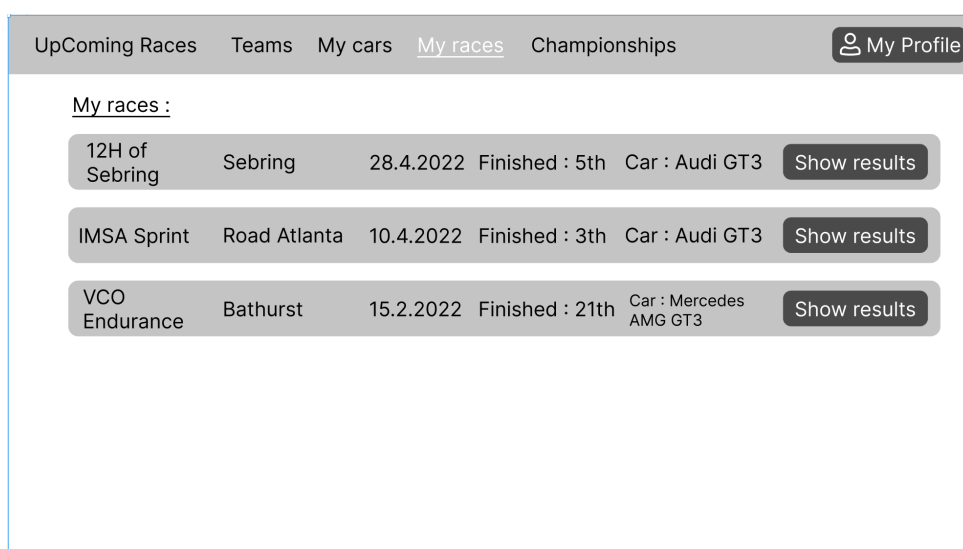 UpComing Races Teams My cars My races Championships My Profile
My races :
12H of
Sebring
Sebring 28.4.2022 Finished : 5th Car : Audi GT3 Show results
IMSA Sprint Road Atlanta 10.4.2022 Finished : 3th Car : Audi GT3 Show results
VCO
Endurance
Bathurst 15.2.2022 Finished : 21th
Car : Mercedes
AMG GT3
Show results